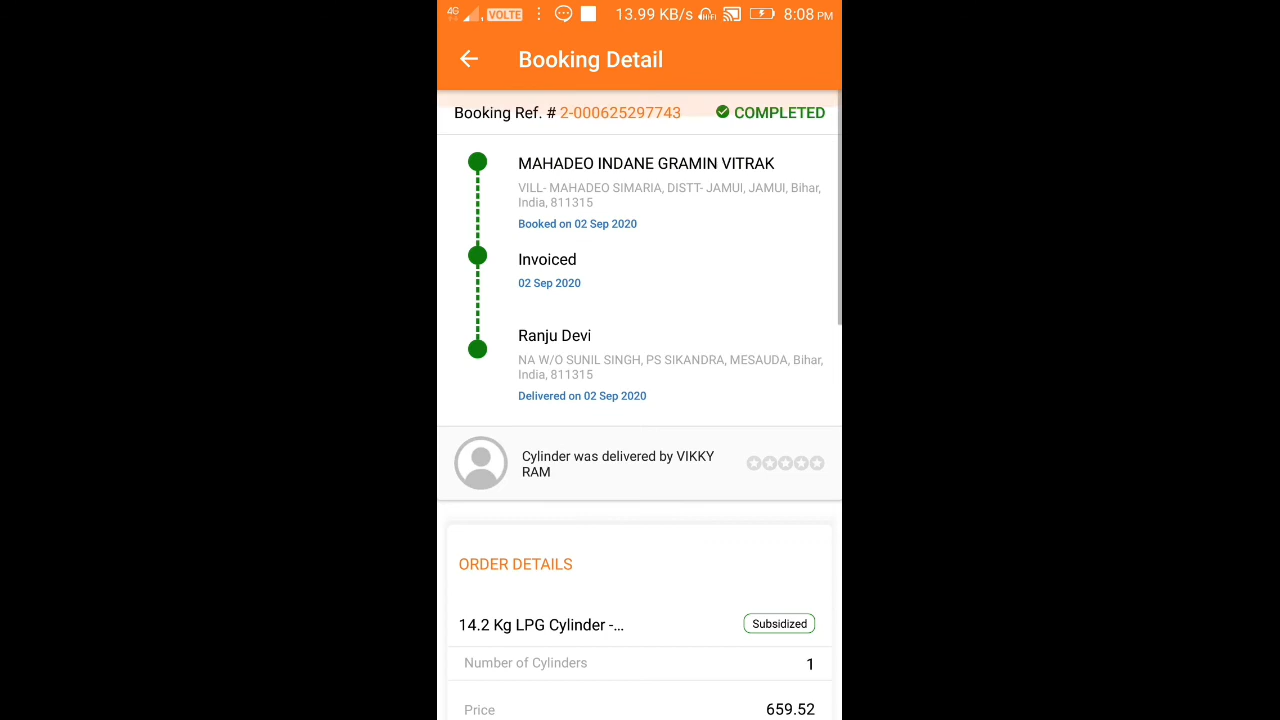 4G VOLTE 13.99 KB/s HiFi 8:08 PM
Booking Detail
Booking Ref. # 2-000625297743 COMPLETED
MAHADEO INDANE GRAMIN VITRAK
VILL- MAHADEO SIMARIA, DISTT- JAMUI, JAMUI, Bihar,
India, 811315
Booked on 02 Sep 2020
Invoiced
02 Sep 2020
Ranju Devi
NA W/O SUNIL SINGH, PS SIKANDRA, MESAUDA, Bihar,
India, 811315
Delivered on 02 Sep 2020
Cylinder was delivered by VIKKY
RAM
ORDER DETAILS
14.2 Kg LPG Cylinder -... Subsidized
Number of Cylinders 1
Price 659.52